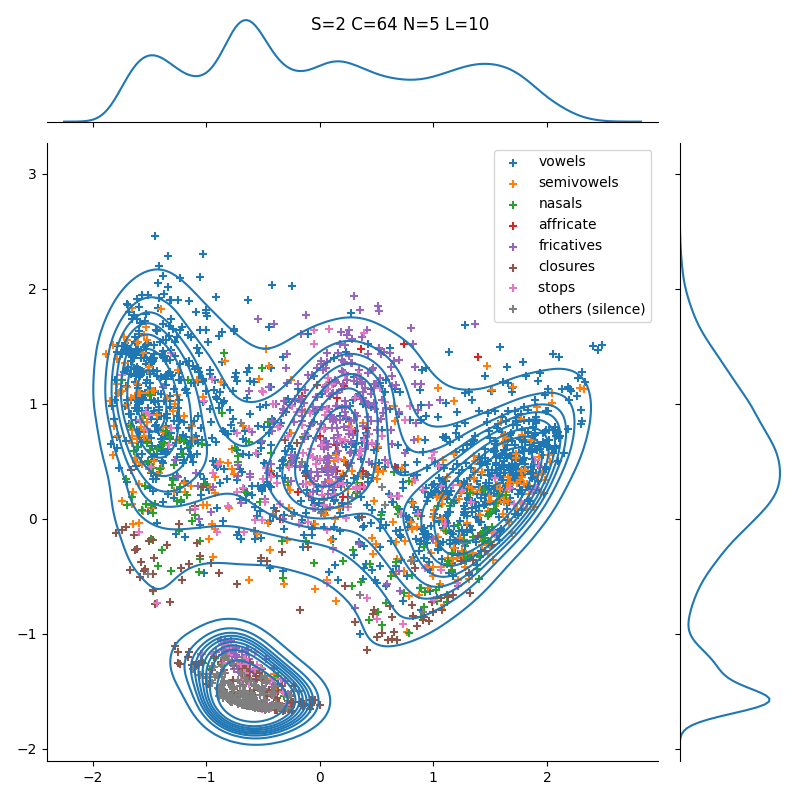 S=2 C=64 N=5 L=10
vowels
semivowels
nasals
affricate
fricatives
closures
stops
others (silence)
3
2
1
0
−1
−2
−2
−1
0
1
2